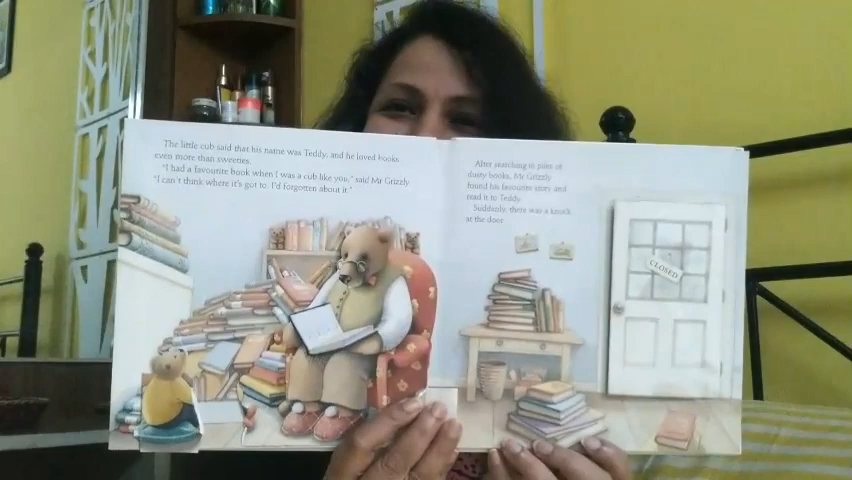 The little cub said that his name was Teddy, and he loved books
even more than sweeties.
"I had a favourite book when I was a cub like you," said Mr Grizzly
"I can't think where it's got to. I'd forgotten about it."
After searching in piles of
dusty books, Mr Grizzly
found his favourite story and
read it to Teddy.
Suddenly, there was a knock
at the door.
CLOSED